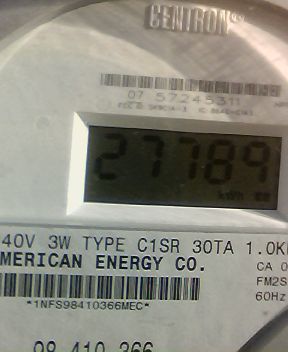 CENTRON
07 57245311
27789
kWh
40V 3W TYPE C1SR 30TA 1.0K
MERICAN ENERGY CO.
CA 0
FM2S
*1NFS98410366MEC*
60Hz
98 410 366